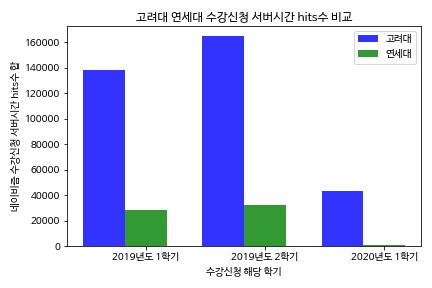 고려대 연세대 수강신청 서버시간 hits수 비교
고려대
연세대
네이비즘 수강신청 서버시간 hits수 합
160000
140000
120000
100000
80000
60000
40000
20000
0
2019년도 1학기
2019년도 2학기
2020년도 1학기
수강신청 해당 학기